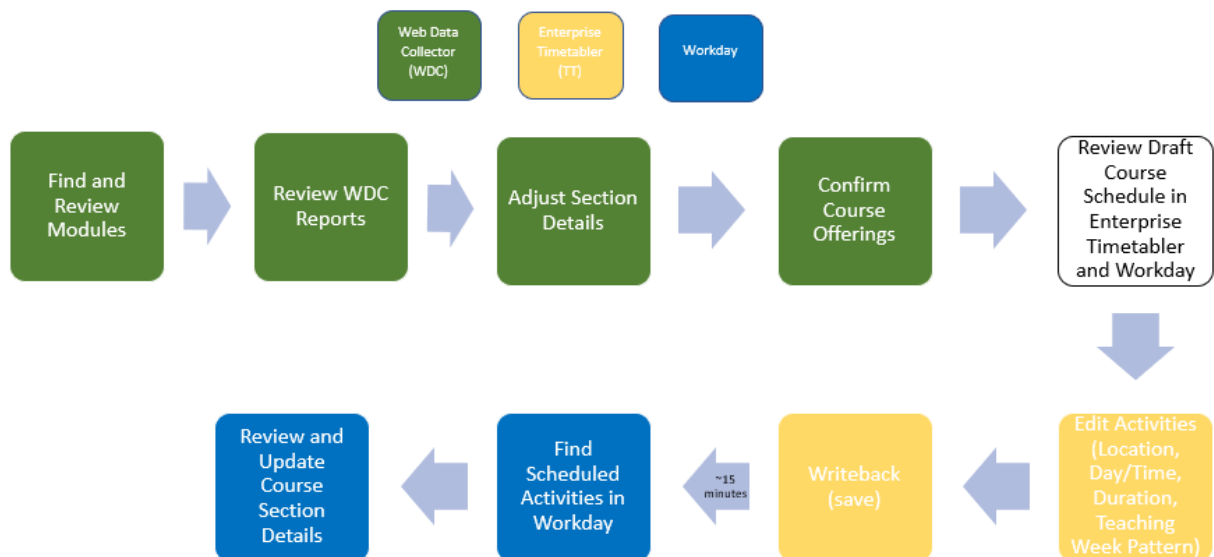 Web Data
Collector
(WDC)
Enterprise
Timetabler
(TT)
Workday
Find and
Review
Modules
Review WDC
Reports
Adjust Section
Details
Confirm
Course
Offerings
Review Draft
Course
Schedule in
Enterprise
Timetabler
and Workday
Edit Activities
(Location,
Day/Time,
Duration,
Teaching
Week Pattern)
Writeback
(save)
~15
minutes
Find
Scheduled
Activities in
Workday
Review and
Update
Course
Section
Details